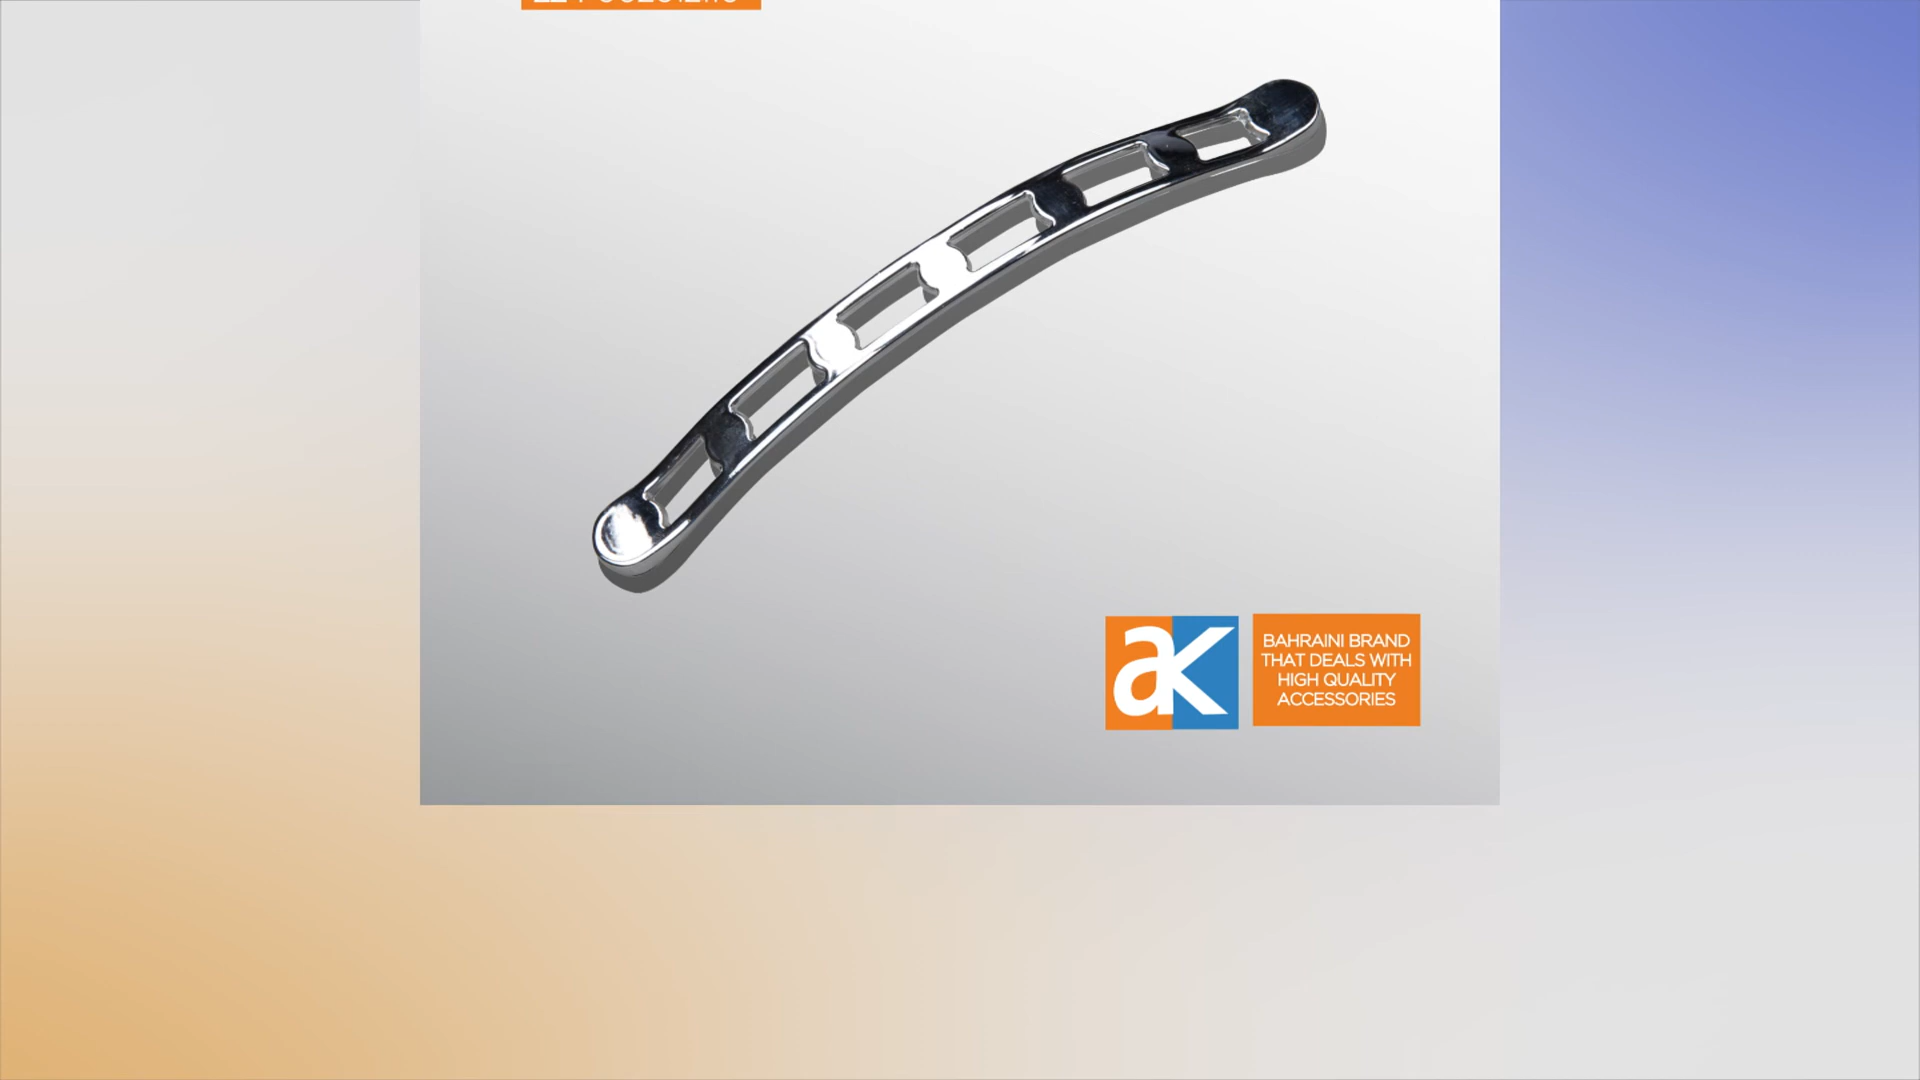 aK
BAHRAINI BRAND
THAT DEALS WITH
HIGH QUALITY
ACCESSORIES